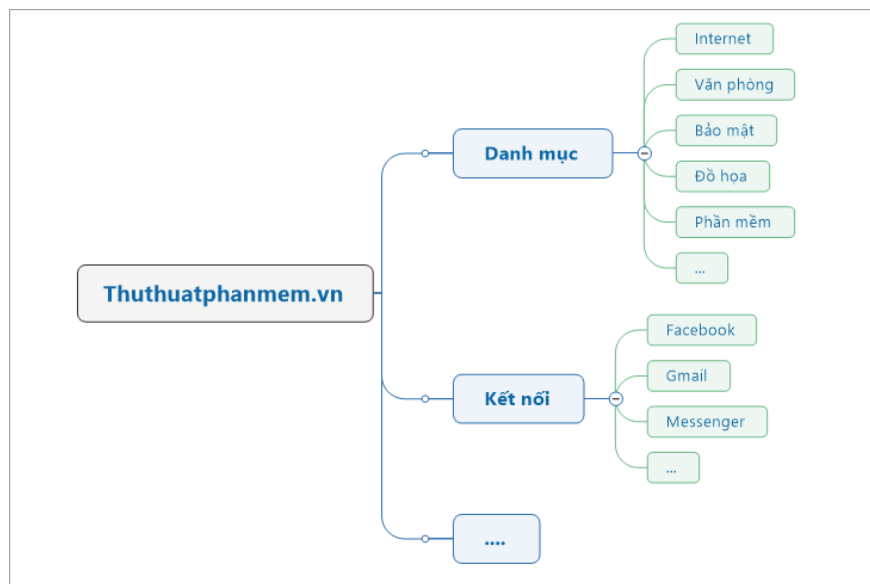 Thuthuatphanmem.vn
Danh mục
Internet
Văn phòng
Bảo mật
Đồ họa
Phần mềm
...
Kết nối
Facebook
Gmail
Messenger
...
....